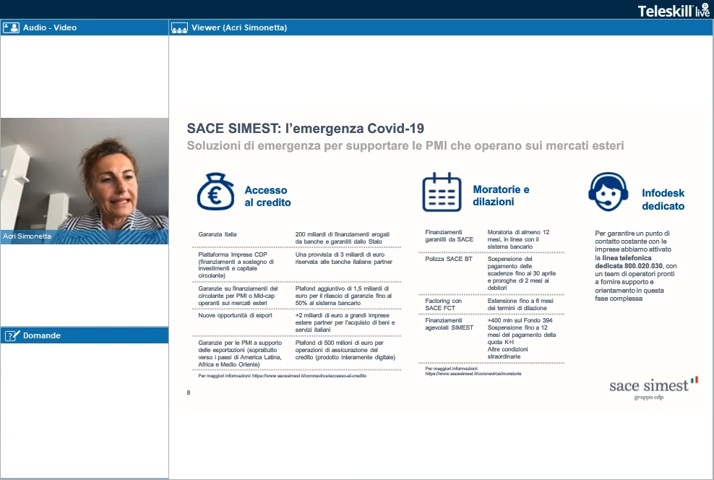 Teleskill live
Audio - Video
Viewer (Acri Simonetta)
Acri Simonetta
Domande
SACE SIMEST: l'emergenza Covid-19
Soluzioni di emergenza per supportare le PMI che operano sui mercati esteri
Accesso
al credito
Garanzia Italia
200 miliardi di finanziamenti erogati
da banche e garantiti dallo Stato
Piattaforma Imprese CDP
(finanziamenti a sostegno di
investimenti e capitale
circolante)
Una provvista di 3 miliardi di euro
riservata alle banche italiane partner
Garanzie su finanziamenti del
circolante per PMI o Mid-cap
operanti sui mercati esteri
Plafond aggiuntivo di 1,5 miliardi di
euro per il rilascio di garanzie fino al
50% al sistema bancario
Nuove opportunità di export
+2 miliardi di euro a grandi imprese
estere partner per l'acquisto di beni e
servizi italiani
Garanzie per le PMI a supporto
delle esportazioni (soprattutto
verso i paesi di America Latina,
Africa e Medio Oriente)
Plafond di 500 milioni di euro per
operazioni di assicurazione del
credito (prodotto interamente digitale)
Per maggiori informazioni: https://www.sacesimest.it/coronavirus/accesso-al-credito
Moratorie e
dilazioni
Finanziamenti
garantiti da SACE
Moratoria di almeno 12
mesi, in linea con il
sistema bancario
Polizza SACE BT
Sospensione del
pagamento delle
scadenze fino al 30 aprile
e proroghe di 2 mesi ai
debitori
Factoring con
SACE FCT
Estensione fino a 6 mesi
dei termini di dilazione
Finanziamenti
agevolati SIMEST
+400 mln sul Fondo 394
Sospensione fino a 12
mesi del pagamento della
quota K+I
Altre condizioni
straordinarie
Per maggiori informazioni:
https://www.sacesimest.it/coronavirus/moratorie
Infodesk
dedicato
Per garantire un punto di
contatto costante con le
imprese abbiamo attivato
la linea telefonica
dedicata 800.020.030, con
un team di operatori pronti
a fornire supporto e
orientamento in questa
fase complessa
8
sace simest
gruppo cdp